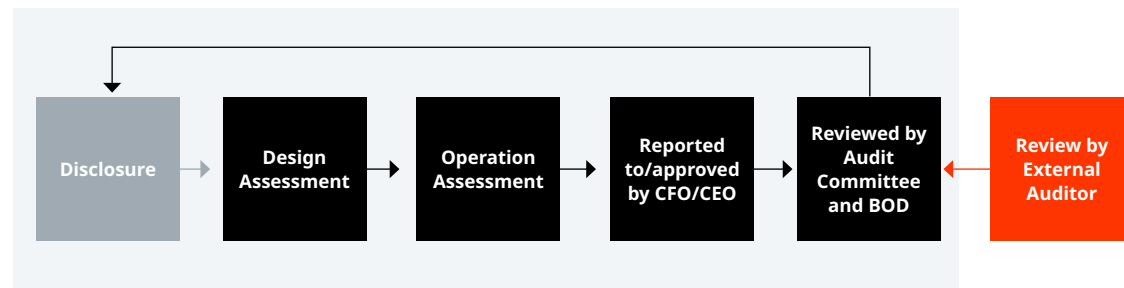 Disclosure
Design
Assessment
Operation
Assessment
Reported
to/approved
by CFO/CEO
Reviewed by
Audit
Committee
and BOD
Review by
External
Auditor